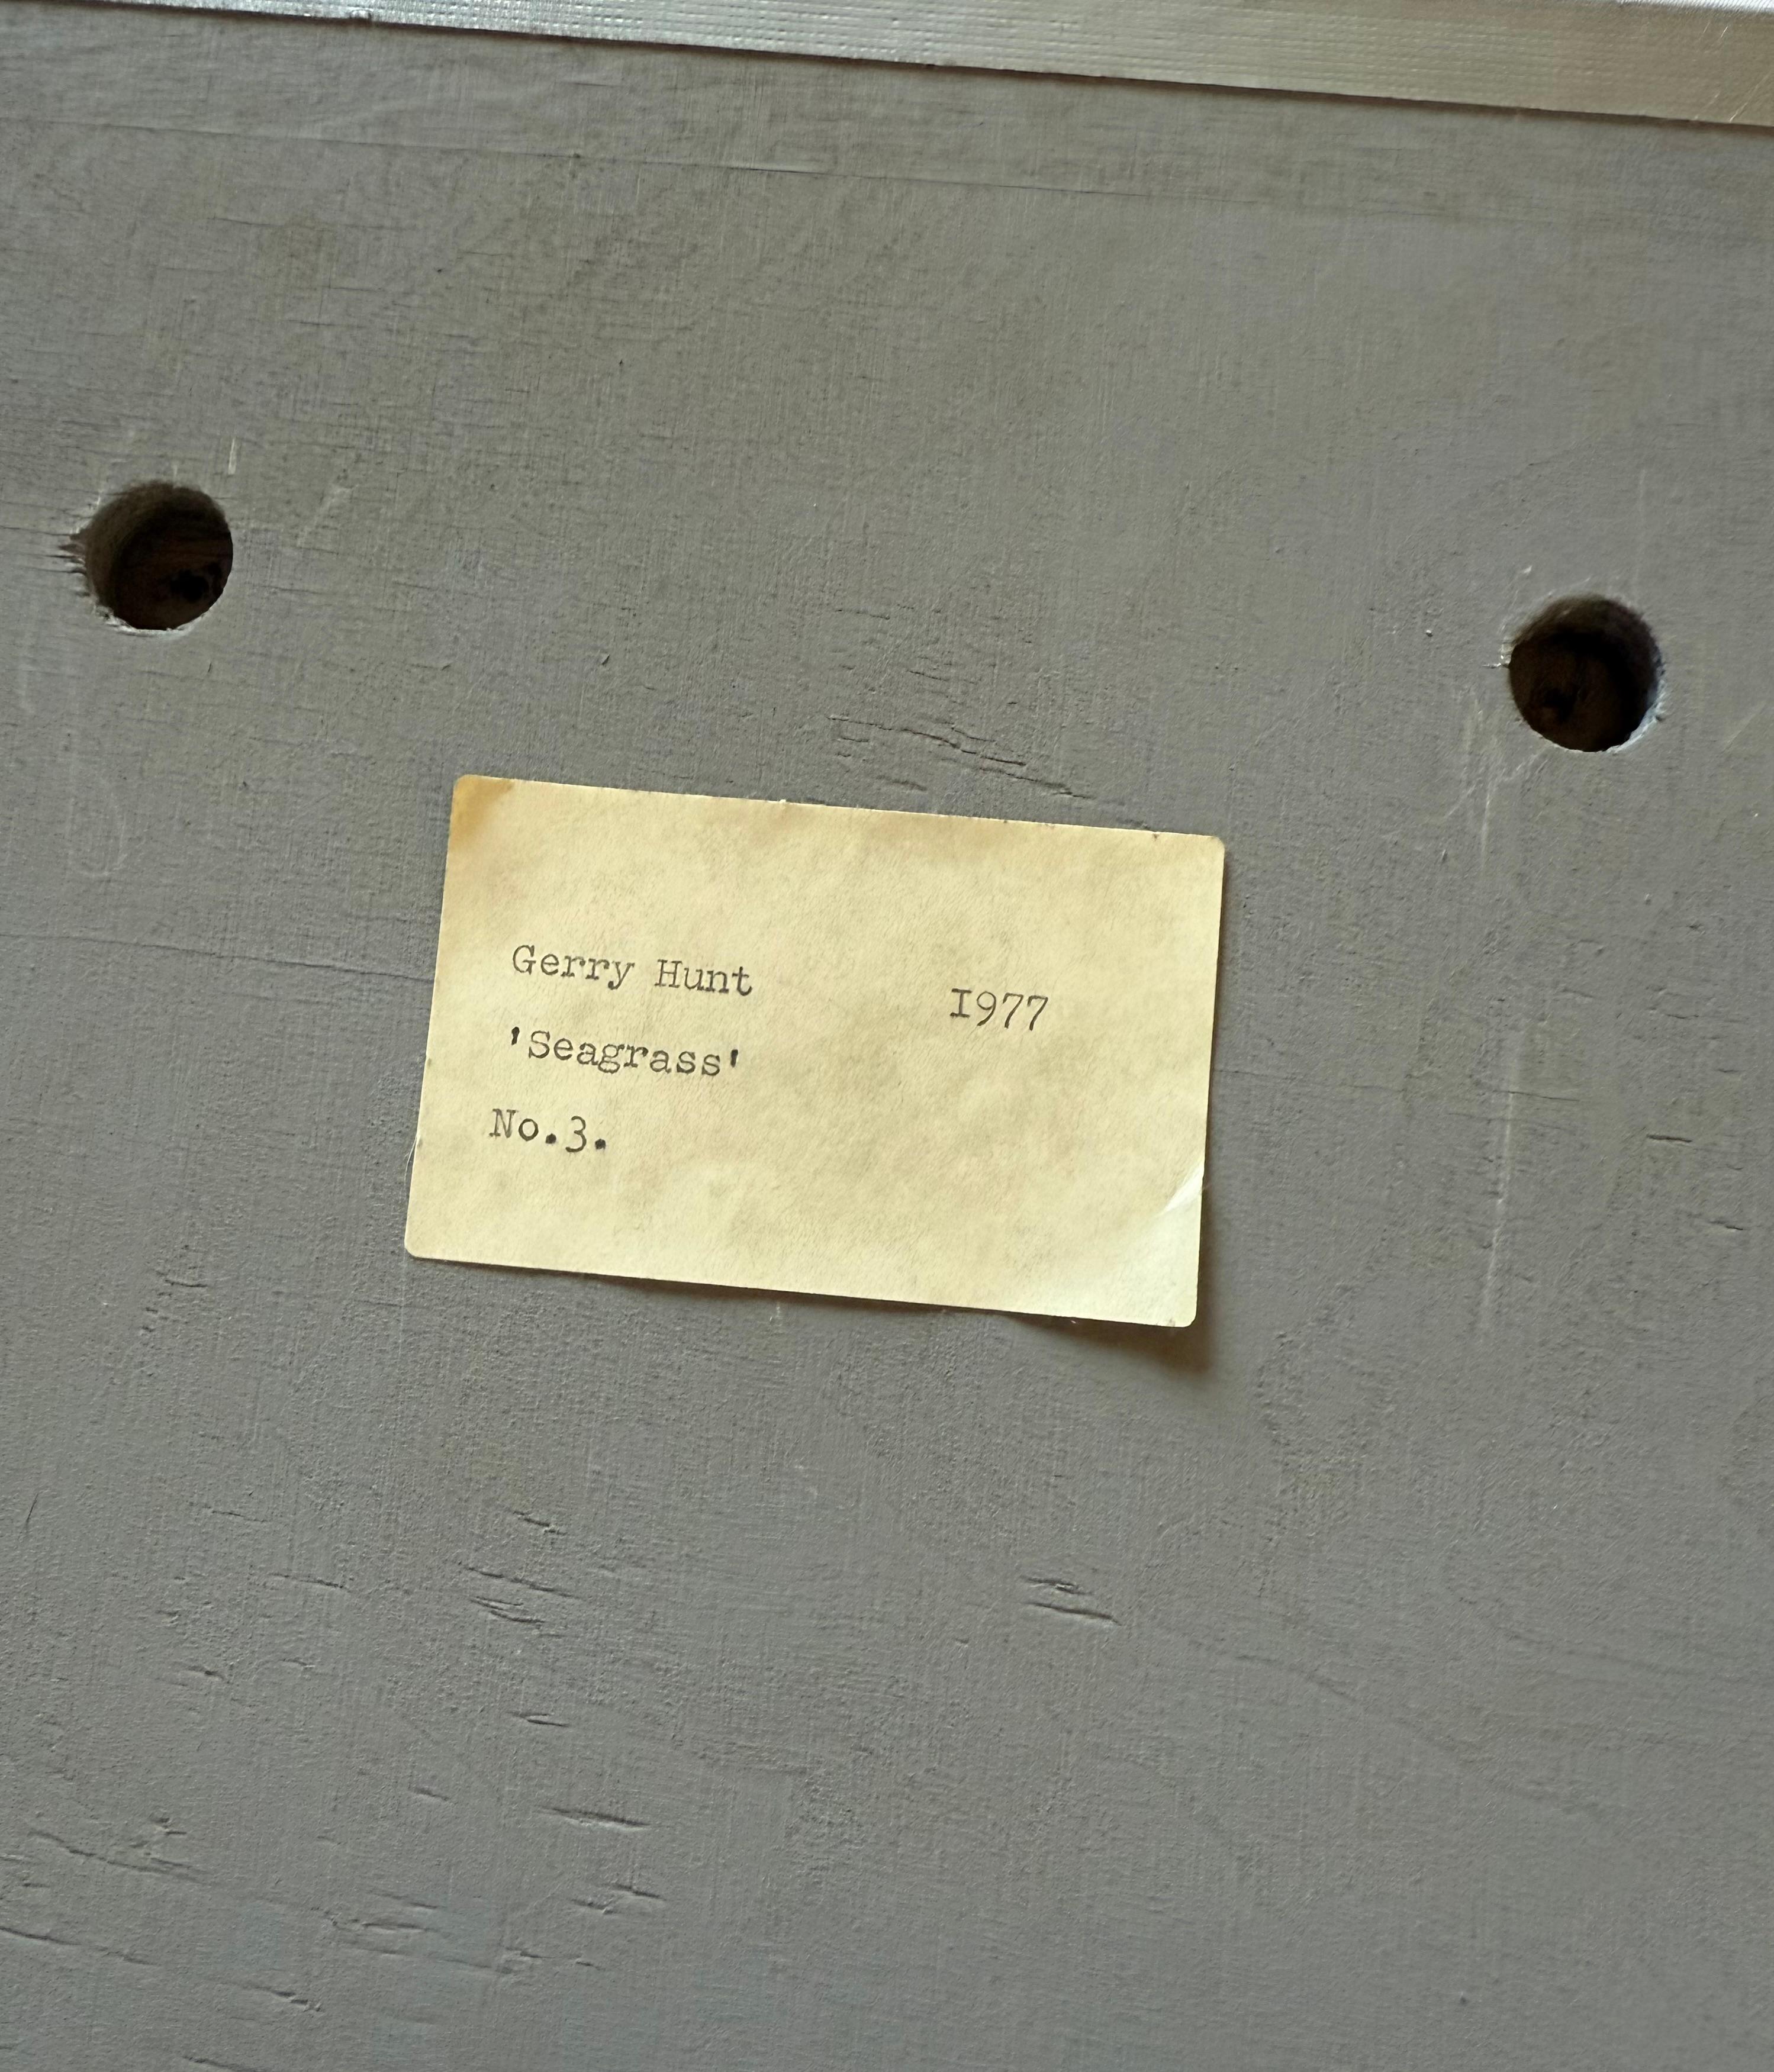 Gerry Hunt
I977
'Seagrass'
No.3.